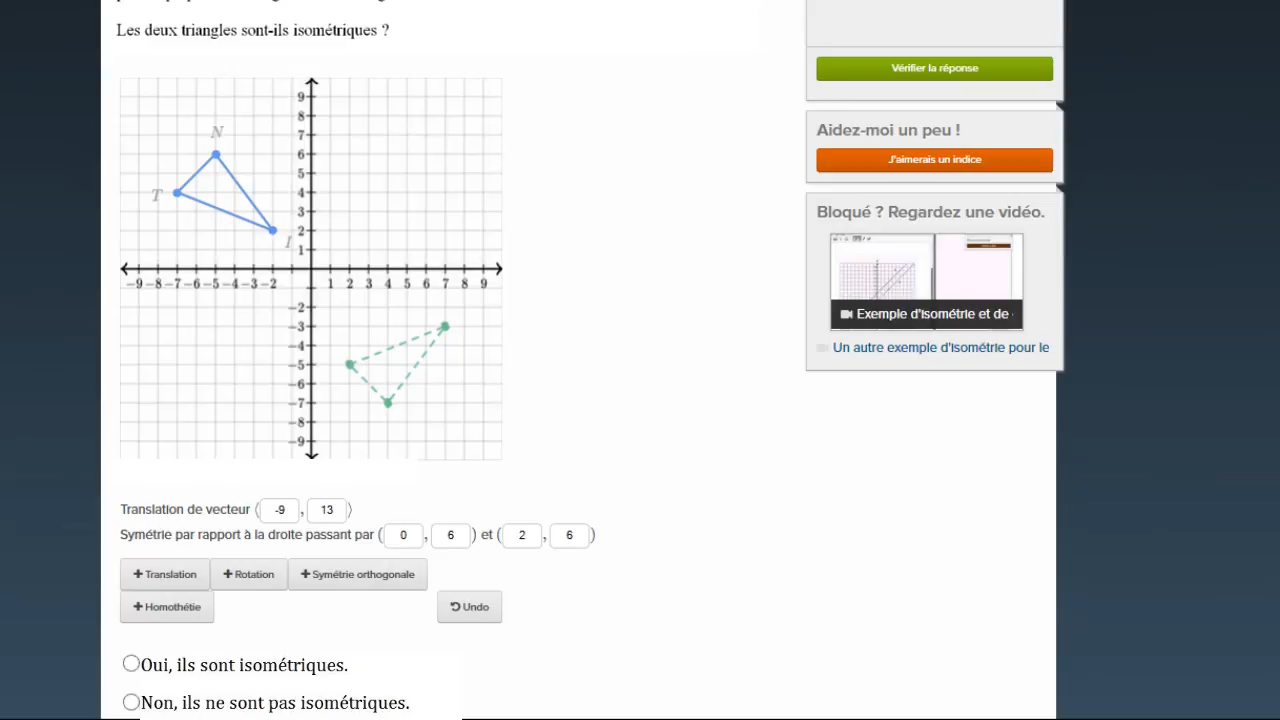 Les deux triangles sont-ils isométriques ?
Vérifier la réponse
Aidez-moi un peu !
J'aimerais un indice
Bloqué ? Regardez une vidéo.
Exemple d'isométrie et de
Un autre exemple d'isométrie pour le
9
8
7
6
5
4
3
2
1
N
T
I
-9 -8 -7 -6 -5 -4 -3 -2 1 2 3 4 5 6 7 8 9
-2
-3
-4
-5
-6
-7
-8
-9
Translation de vecteur ( -9 , 13 )
Symétrie par rapport à la droite passant par ( 0 , 6 ) et ( 2 , 6 )
+ Translation + Rotation + Symétrie orthogonale
+ Homothétie Undo
Oui, ils sont isométriques.
Non, ils ne sont pas isométriques.